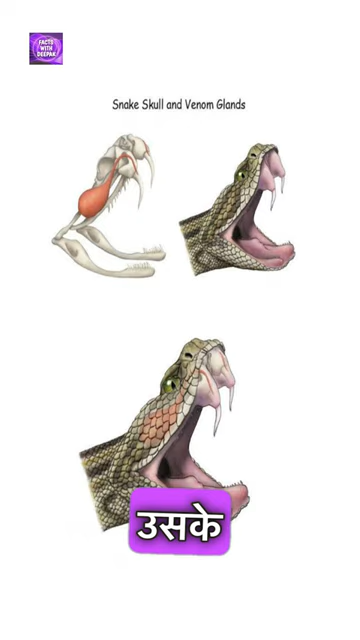 FACTS
WITH
DEEPAK
Snake Skull and Venom Glands
उसके